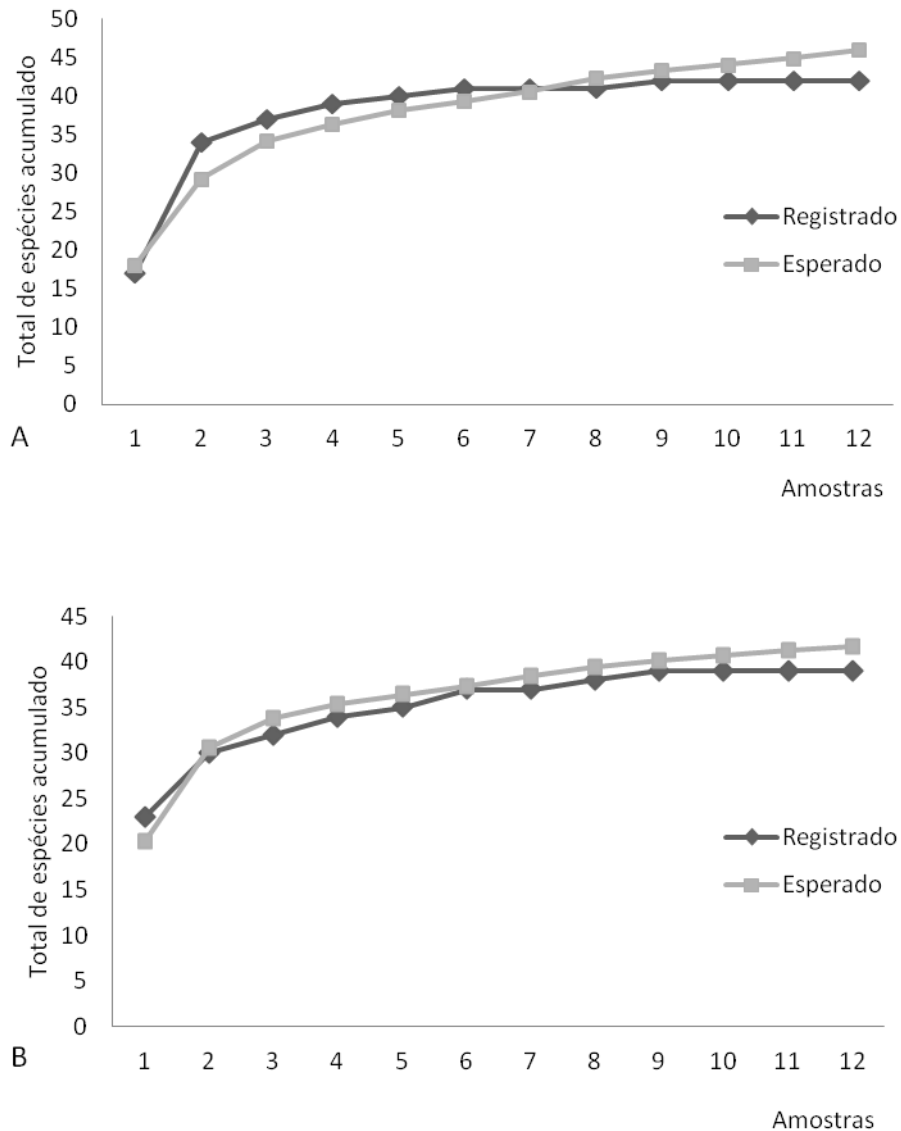 Total de espécies acumulado
50
45
40
35
30
25
20
15
10
5
0
Registrado
Esperado
A
1 2 3 4 5 6 7 8 9 10 11 12
Amostras
Total de espécies acumulado
45
40
35
30
25
20
15
10
5
0
Registrado
Esperado
B
1 2 3 4 5 6 7 8 9 10 11 12
Amostras